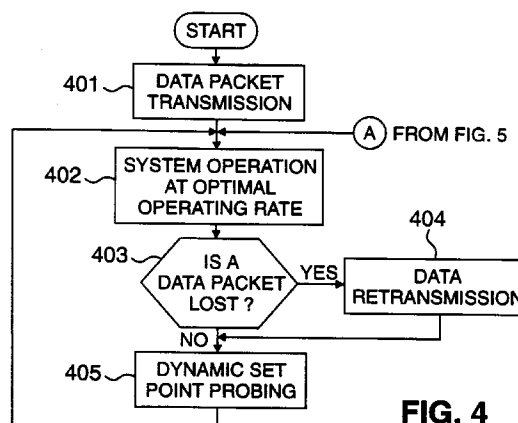 START
401
DATA PACKET
TRANSMISSION
A FROM FIG. 5
402
SYSTEM OPERATION
AT OPTIMAL
OPERATING RATE
403
IS A
DATA PACKET
LOST ?
YES
404
DATA
RETRANSMISSION
NO
405
DYNAMIC SET
POINT PROBING
FIG. 4